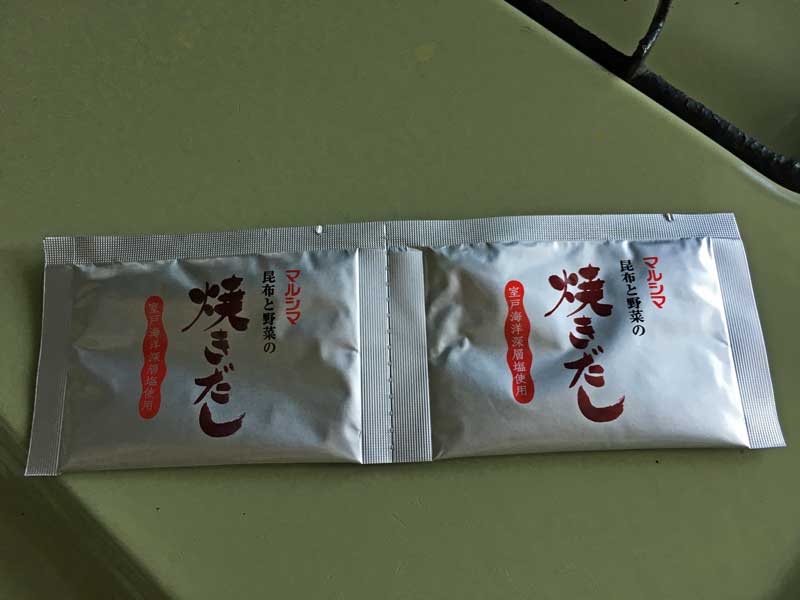 マルシマ
昆布と野菜の
焼きだし
室戸海洋深層塩使用
マルシマ
昆布と野菜の
焼きだし
室戸海洋深層塩使用